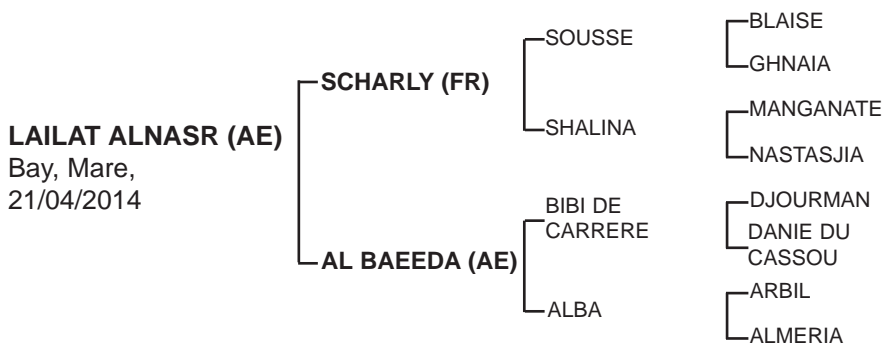 LAILAT ALNASR (AE)
Bay, Mare,
21/04/2014
SCHARLY (FR)
AL BAEEDA (AE)
SOUSSE
SHALINA
BIBI DE
CARRERE
ALBA
BLAISE
GHNAIA
MANGANATE
NASTASJIA
DJOURMAN
DANIE DU
CASSOU
ARBIL
ALMERIA